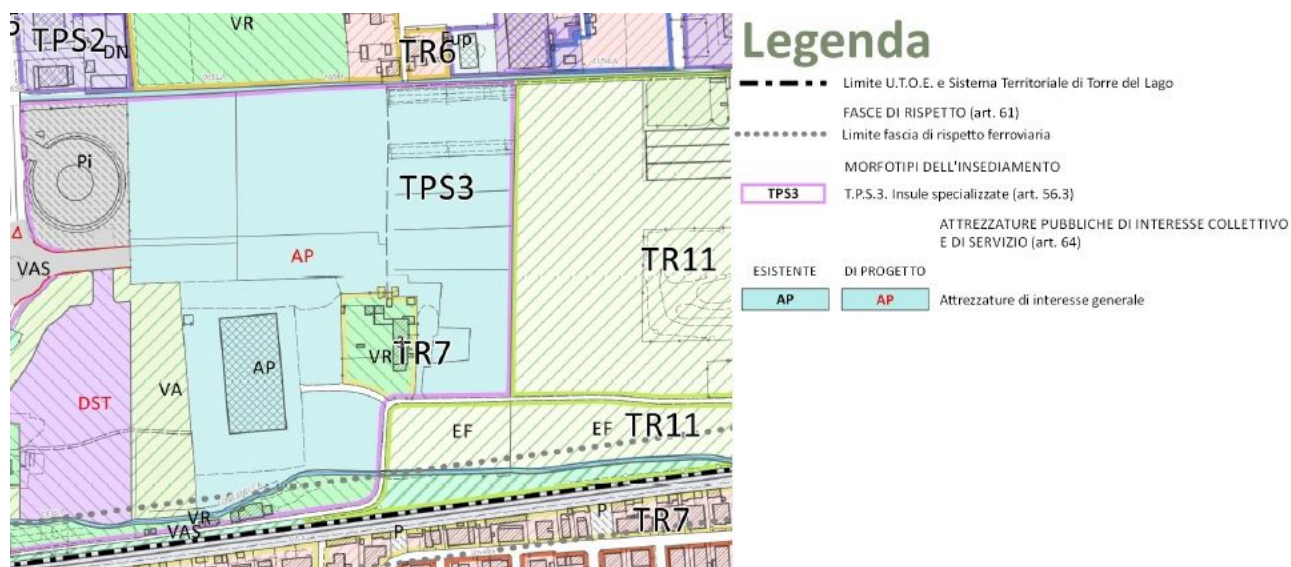 TPS2
DN
VR
TR6
Fup
Pi
TPS3
AP
TR11
VAS
VR
TR7
AP
VA
DST
EF
EF
TR11
VR
VAS
P
P
TR7
Legenda
Limite U.T.O.E. e Sistema Territoriale di Torre del Lago
FASCE DI RISPETTO (art. 61)
Limite fascia di rispetto ferroviaria
MORFOTIPI DELL'INSEDIAMENTO
TPS3 T.P.S.3. Insule specializzate (art. 56.3)
ATTREZZATURE PUBBLICHE DI INTERESSE COLLETTIVO
E DI SERVIZIO (art. 64)
ESISTENTE DI PROGETTO
AP AP Attrezzature di interesse generale